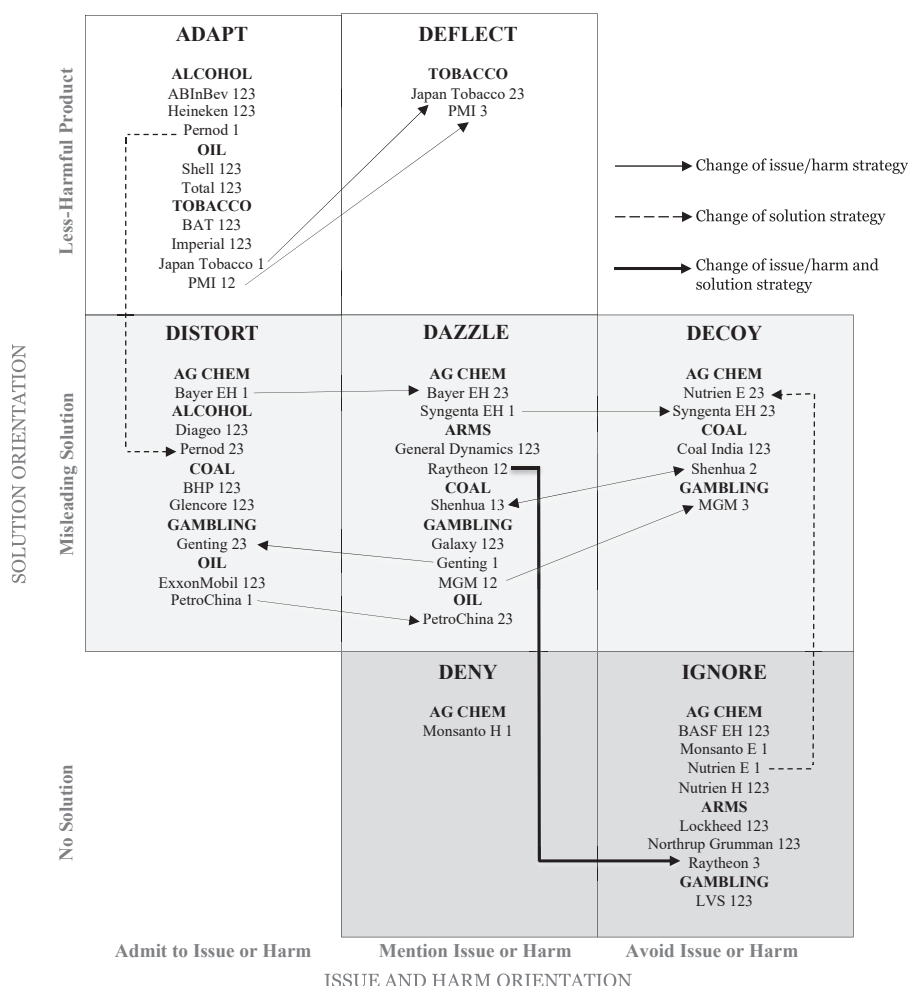 ADAPT
ALCOHOL
ABInBev 123
Heineken 123
Pernod 1
OIL
Shell 123
Total 123
TOBACCO
BAT 123
Imperial 123
Japan Tobacco 1
PMI 12
DEFLECT
TOBACCO
Japan Tobacco 23
PMI 3
Change of issue/harm strategy
Change of solution strategy
Change of issue/harm and
solution strategy
DISTORT
AG CHEM
Bayer EH 1
ALCOHOL
Diageo 123
Pernod 23
COAL
BHP 123
Glencore 123
GAMBLING
Genting 23
OIL
ExxonMobil 123
PetroChina 1
DAZZLE
AG CHEM
Bayer EH 23
Syngenta EH 1
ARMS
General Dynamics 123
Raytheon 12
COAL
Shenhua 13
GAMBLING
Galaxy 123
Genting 1
MGM 12
OIL
PetroChina 23
DECOY
AG CHEM
Nutrien E 23
Syngenta EH 23
COAL
Coal India 123
Shenhua 2
GAMBLING
MGM 3
DENY
AG CHEM
Monsanto H 1
IGNORE
AG CHEM
BASF EH 123
Monsanto E 1
Nutrien E 1
Nutrien H 123
ARMS
Lockheed 123
Northrup Grumman 123
Raytheon 3
GAMBLING
LVS 123
SOLUTION ORIENTATION
Less-Harmful Product
Misleading Solution
No Solution
Admit to Issue or Harm
Mention Issue or Harm
Avoid Issue or Harm
ISSUE AND HARM ORIENTATION